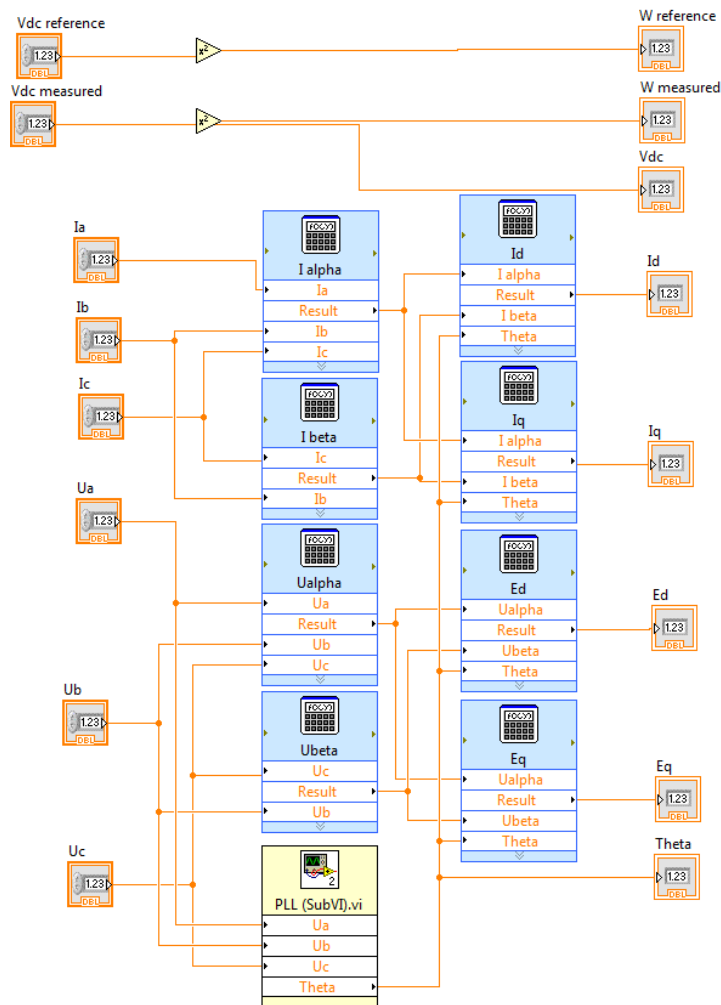 Vdc reference
1.23
DBL
x²
W reference
1.23
DBL
Vdc measured
1.23
DBL
x²
W measured
1.23
DBL
Vdc
1.23
DBL
Ia
1.23
DBL
Ib
1.23
DBL
Ic
1.23
DBL
Ua
1.23
DBL
Ub
1.23
DBL
Uc
1.23
DBL
I alpha
Ia
Result
Ib
Ic
I beta
Ic
Result
Ib
Ualpha
Ua
Result
Ub
Uc
Ubeta
Uc
Result
Ub
2
PLL (SubVI).vi
Ua
Ub
Uc
Theta
Id
I alpha
Result
I beta
Theta
Iq
I alpha
Result
I beta
Theta
Ed
Ualpha
Result
Ubeta
Theta
Eq
Ualpha
Result
Ubeta
Theta
Id
1.23
DBL
Iq
1.23
DBL
Ed
1.23
DBL
Eq
1.23
DBL
Theta
1.23
DBL